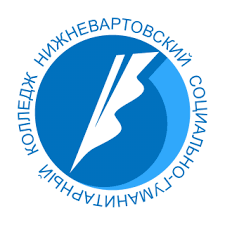 НИЖНЕВАРТОВСКИЙ СОЦИАЛЬНО-ГУМАНИТАРНЫЙ КОЛЛЕДЖ